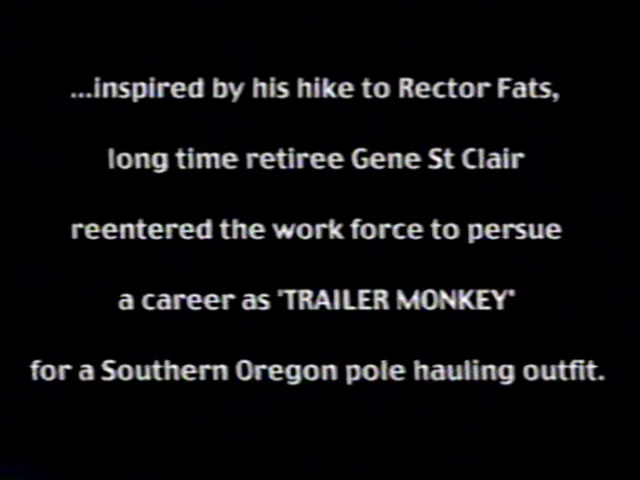 ...inspired by his hike to Rector Fats,
long time retiree Gene St Clair
reentered the work force to persue
a career as 'TRAILER MONKEY'
for a Southern Oregon pole hauling outfit.